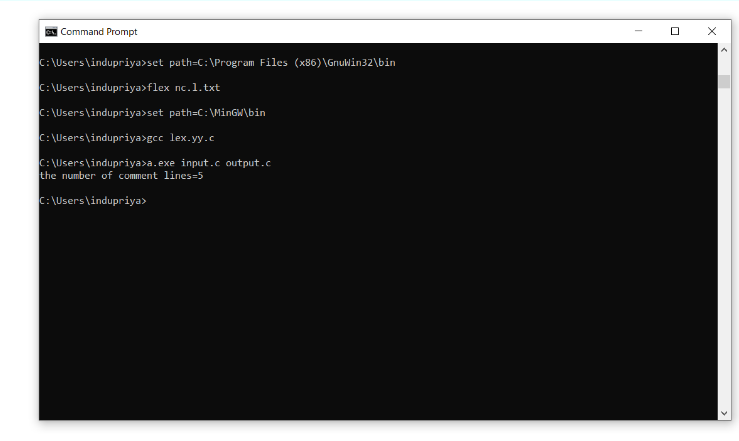 Command Prompt
C:\Users\indupriya>set path=C:\Program Files (x86)\GnuWin32\bin
C:\Users\indupriya>flex nc.l.txt
C:\Users\indupriya>set path=C:\MinGW\bin
C:\Users\indupriya>gcc lex.yy.c
C:\Users\indupriya>a.exe input.c output.c
the number of comment lines=5
C:\Users\indupriya>